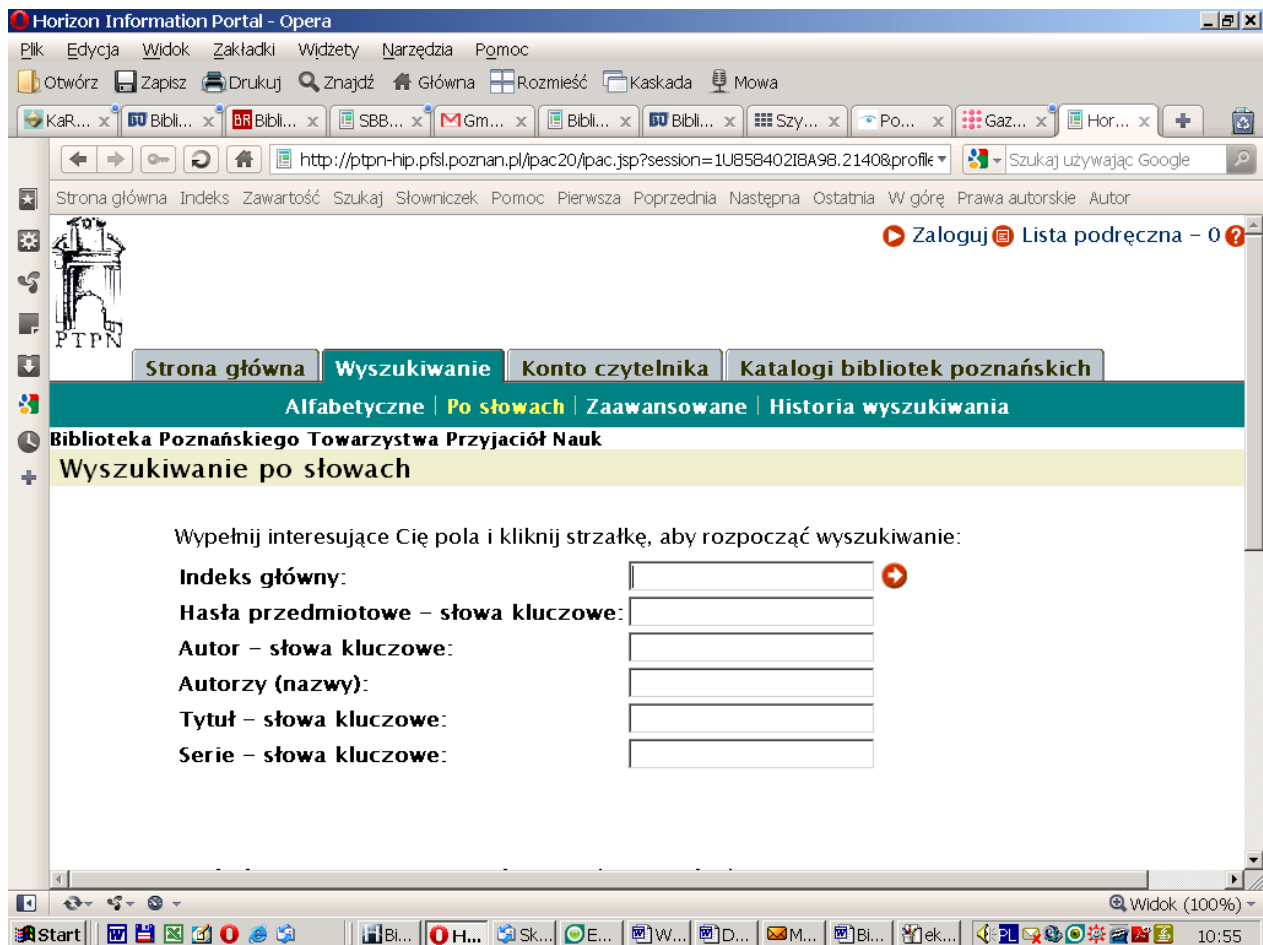 Horizon Information Portal - Opera
Plik Edycja Widok Zakładki Widżety Narzędzia Pomoc
Otwórz Zapisz Drukuj Znajdź Główna Rozmieść Kaskada Mowa
KaR... Bibli... BR Bibli... SBB... Gm... Bibli... Bibli... Szy... Po... Gaz... Hor...
http://ptpn-hip.pfsl.poznan.pl/ipac20/ipac.jsp?session=1U858402I8A98.2140&profile Szukaj używając Google
Strona główna Indeks Zawartość Szukaj Słowniczek Pomoc Pierwsza Poprzednia Następna Ostatnia W górę Prawa autorskie Autor
Zaloguj Lista podręczna – 0 ?
PTPN
Strona główna Wyszukiwanie Konto czytelnika Katalogi bibliotek poznańskich
Alfabetyczne | Po słowach | Zaawansowane | Historia wyszukiwania
Biblioteka Poznańskiego Towarzystwa Przyjaciół Nauk
Wyszukiwanie po słowach
Wypełnij interesujące Cię pola i kliknij strzałkę, aby rozpocząć wyszukiwanie:
Indeks główny:
Hasła przedmiotowe – słowa kluczowe:
Autor – słowa kluczowe:
Autorzy (nazwy):
Tytuł – słowa kluczowe:
Serie – słowa kluczowe:
Widok (100%)
Start Bi... H... Sk... E... W... D... M... Bi... ek... PL 10:55